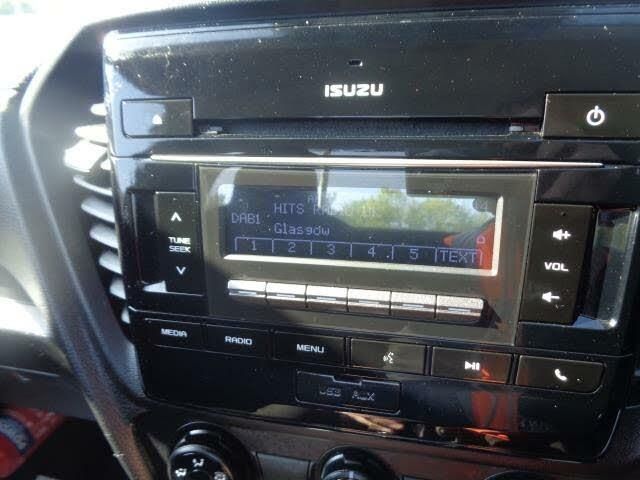 ISUZU
HITS RADIO UK
DAB1
Glasgow
1 2 3 4 5 TEXT
TUNE
SEEK
VOL
MEDIA RADIO MENU
USB AUX